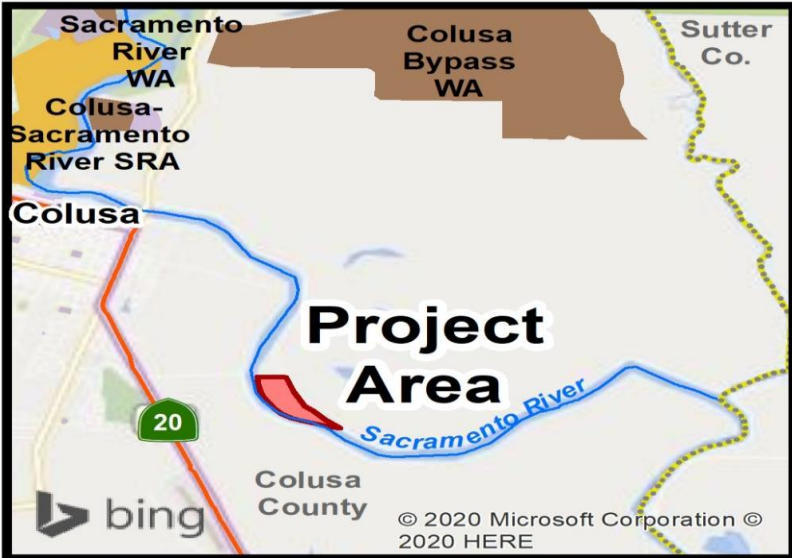 Sacramento
River
WA
Colusa-
Sacramento
River SRA
Colusa
Bypass
WA
Sutter
Co.
Colusa
Project
Area
Sacramento River
20
Colusa
County
bing
© 2020 Microsoft Corporation ©
2020 HERE